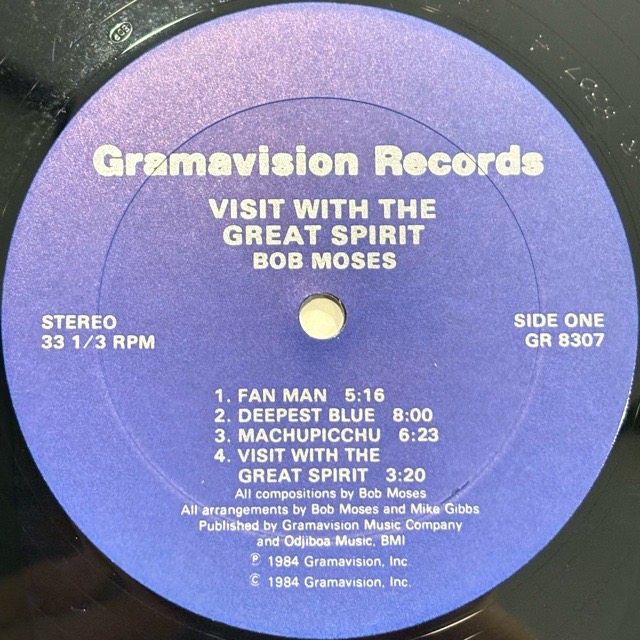 Gramavision Records
VISIT WITH THE
GREAT SPIRIT
BOB MOSES
STEREO
33 1/3 RPM
SIDE ONE
GR 8307
1. FAN MAN 5:16
2. DEEPEST BLUE 8:00
3. MACHUPICCHU 6:23
4. VISIT WITH THE
GREAT SPIRIT 3:20
All compositions by Bob Moses
All arrangements by Bob Moses and Mike Gibbs
Published by Gramavision Music Company
and Odjiboa Music, BMI
℗ 1984 Gramavision, Inc.
© 1984 Gramavision, Inc.